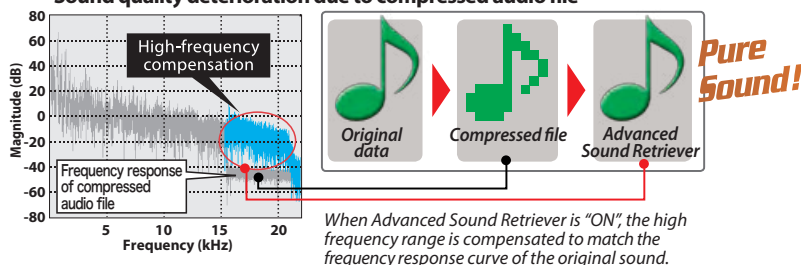 Sound quality deterioration due to compressed audio file
80
60
40
20
0
-20
-40
-60
-80
Magnitude (dB)
High-frequency
compensation
Frequency response
of compressed
audio file
5
10
15
20
Frequency (kHz)
Original
data
Compressed file
Advanced
Sound Retriever
Pure
Sound!
When Advanced Sound Retriever is “ON”, the high
frequency range is compensated to match the
frequency response curve of the original sound.